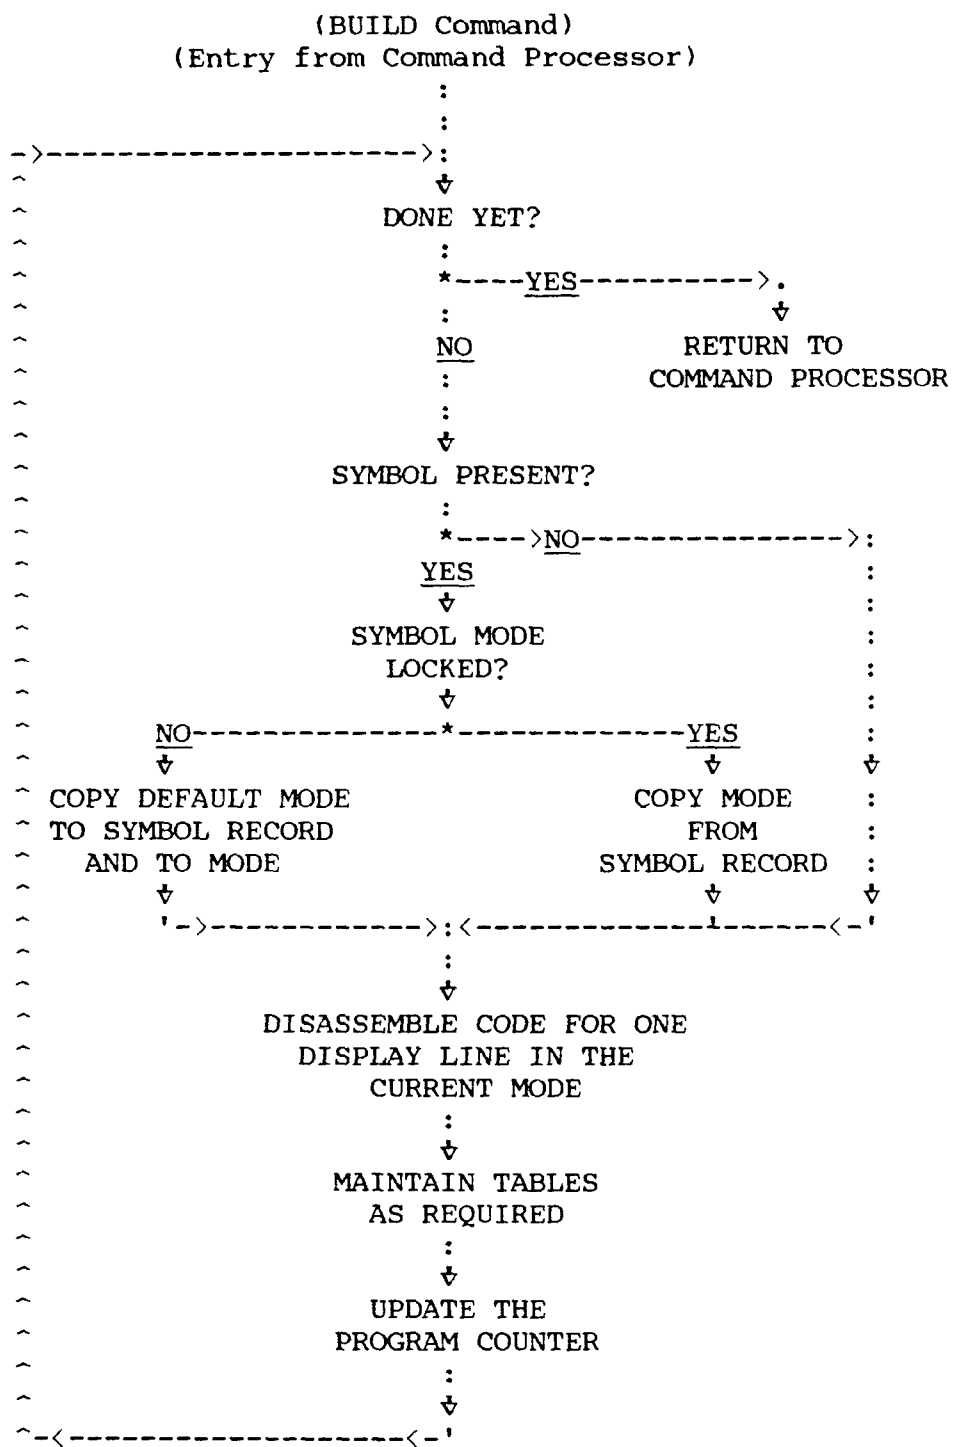 (BUILD Command)
(Entry from Command Processor)
DONE YET?
YES
NO
RETURN TO
COMMAND PROCESSOR
SYMBOL PRESENT?
NO
YES
SYMBOL MODE
LOCKED?
NO
YES
COPY DEFAULT MODE
TO SYMBOL RECORD
AND TO MODE
COPY MODE
FROM
SYMBOL RECORD
DISASSEMBLE CODE FOR ONE
DISPLAY LINE IN THE
CURRENT MODE
MAINTAIN TABLES
AS REQUIRED
UPDATE THE
PROGRAM COUNTER